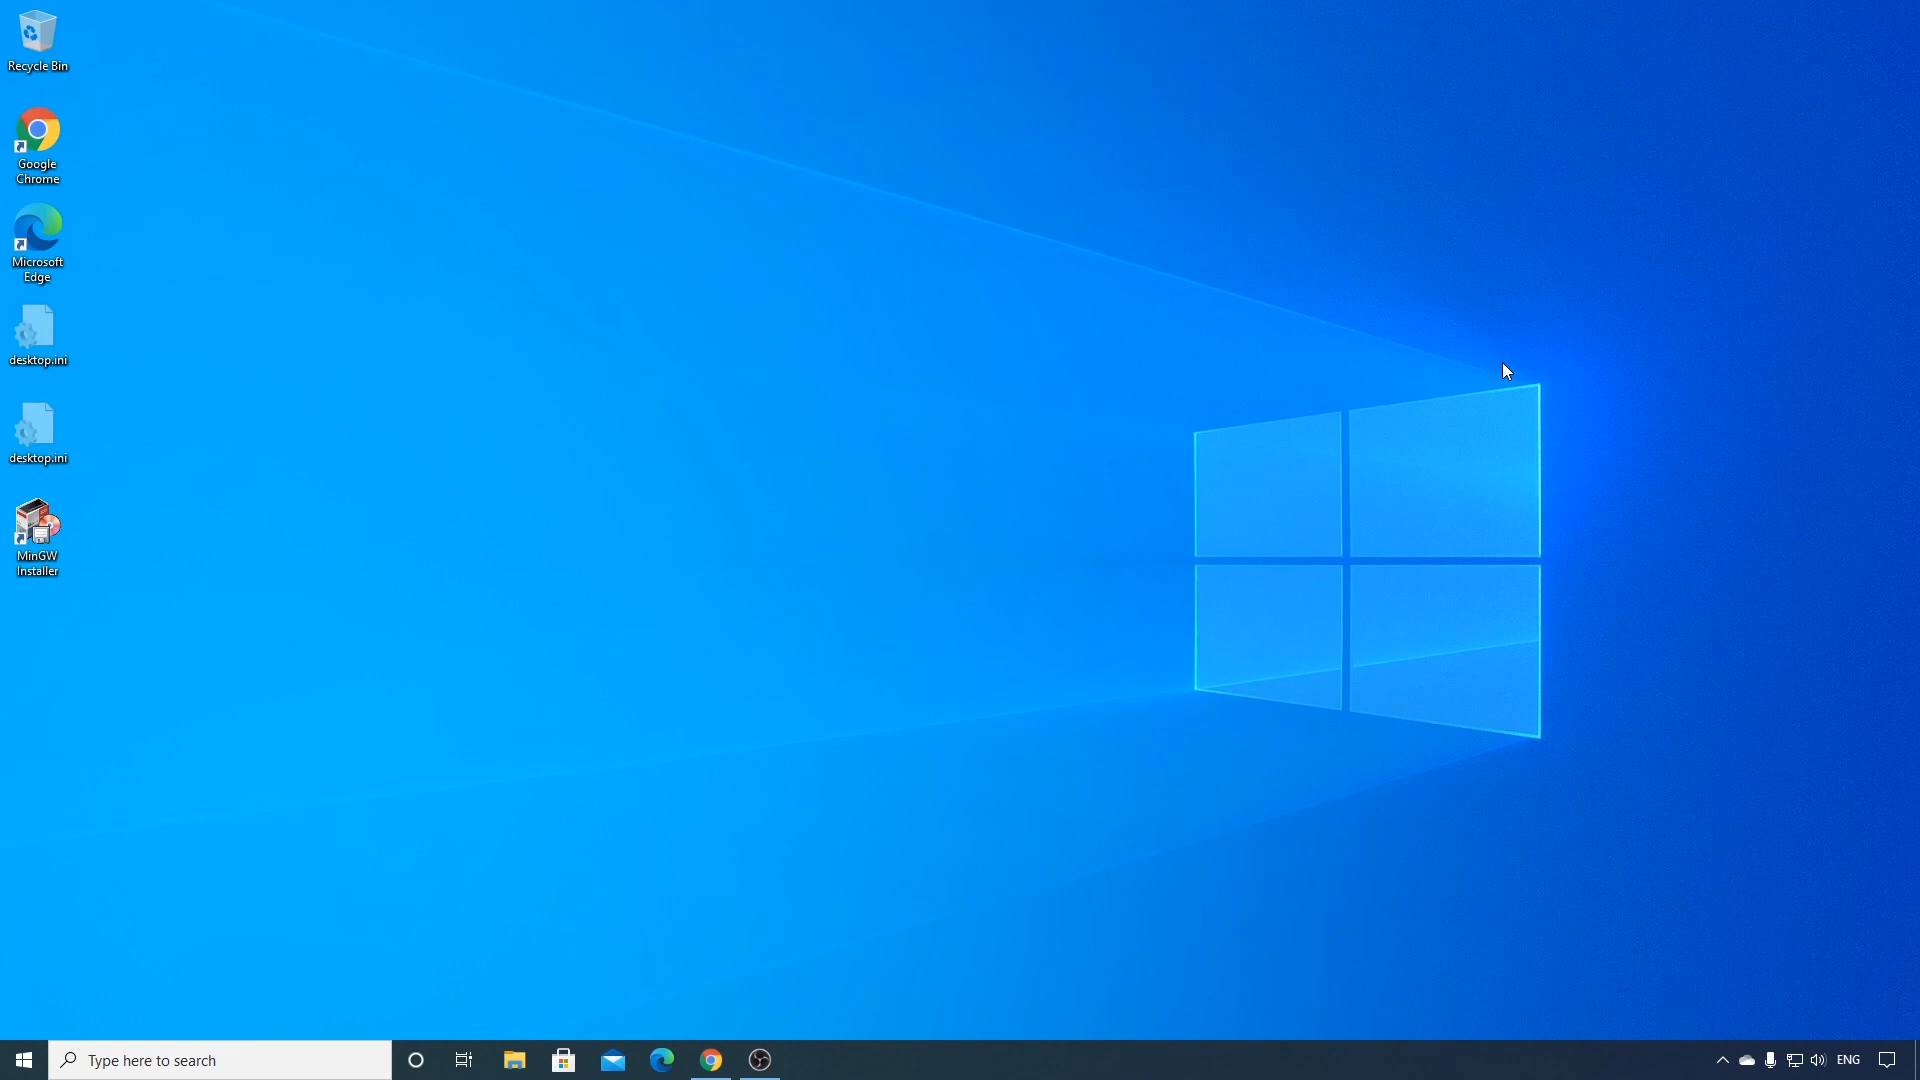 Recycle Bin
Google
Chrome
Microsoft
Edge
desktop.ini
desktop.ini
MinGW
Installer
Type here to search
ENG